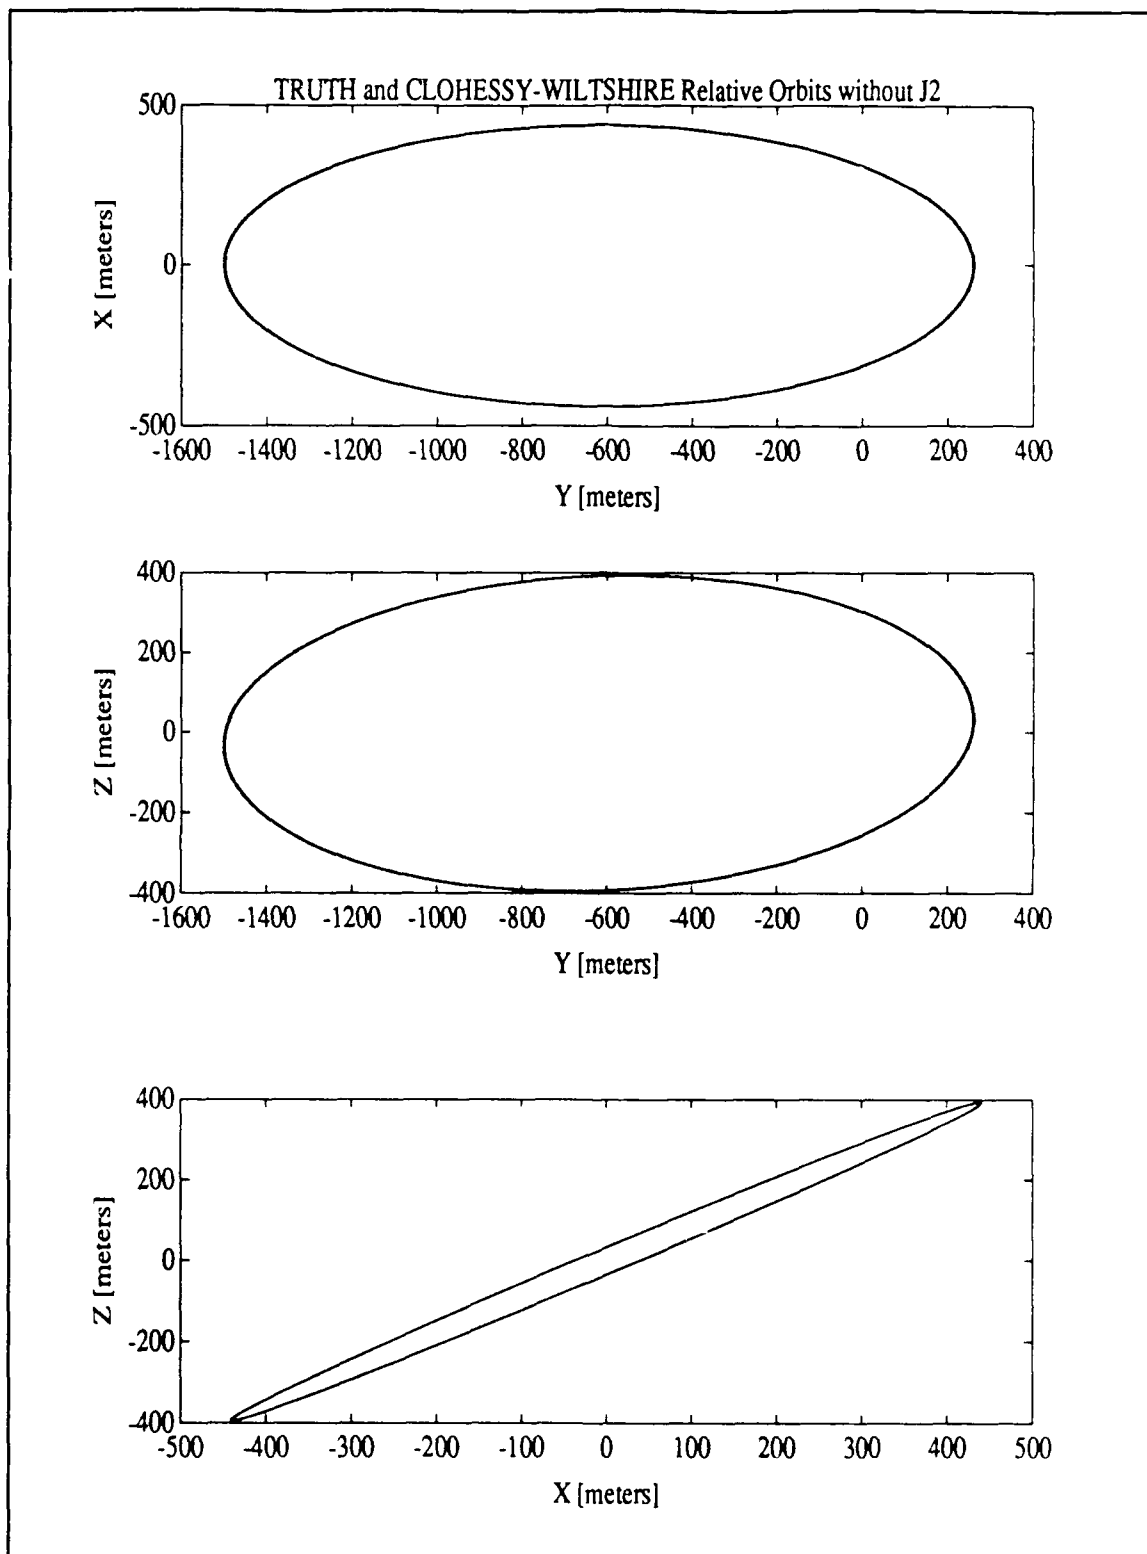 TRUTH and CLOHESSY-WILTSHIRE Relative Orbits without J2
500
0
-500
X [meters]
-1600 -1400 -1200 -1000 -800 -600 -400 -200 0 200 400
Y [meters]
400
200
0
-200
-400
Z [meters]
-1600 -1400 -1200 -1000 -800 -600 -400 -200 0 200 400
Y [meters]
400
200
0
-200
-400
Z [meters]
-500 -400 -300 -200 -100 0 100 200 300 400 500
X [meters]